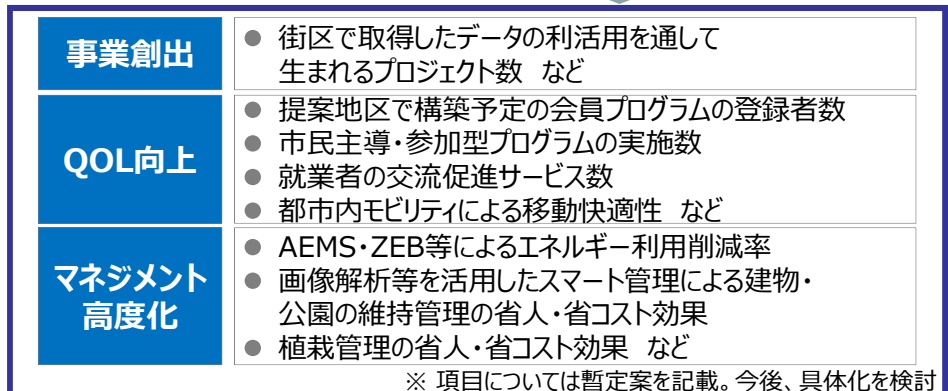 事業創出
● 街区で取得したデータの利活用を通して
生まれるプロジェクト数 など
QOL向上
● 提案地区で構築予定の会員プログラムの登録者数
● 市民主導・参加型プログラムの実施数
● 就業者の交流促進サービス数
● 都市内モビリティによる移動快適性 など
マネジメント
高度化
● AEMS・ZEB等によるエネルギー利用削減率
● 画像解析等を活用したスマート管理による建物・
公園の維持管理の省人・省コスト効果
● 植栽管理の省人・省コスト効果 など
※ 項目については暫定案を記載。今後、具体化を検討